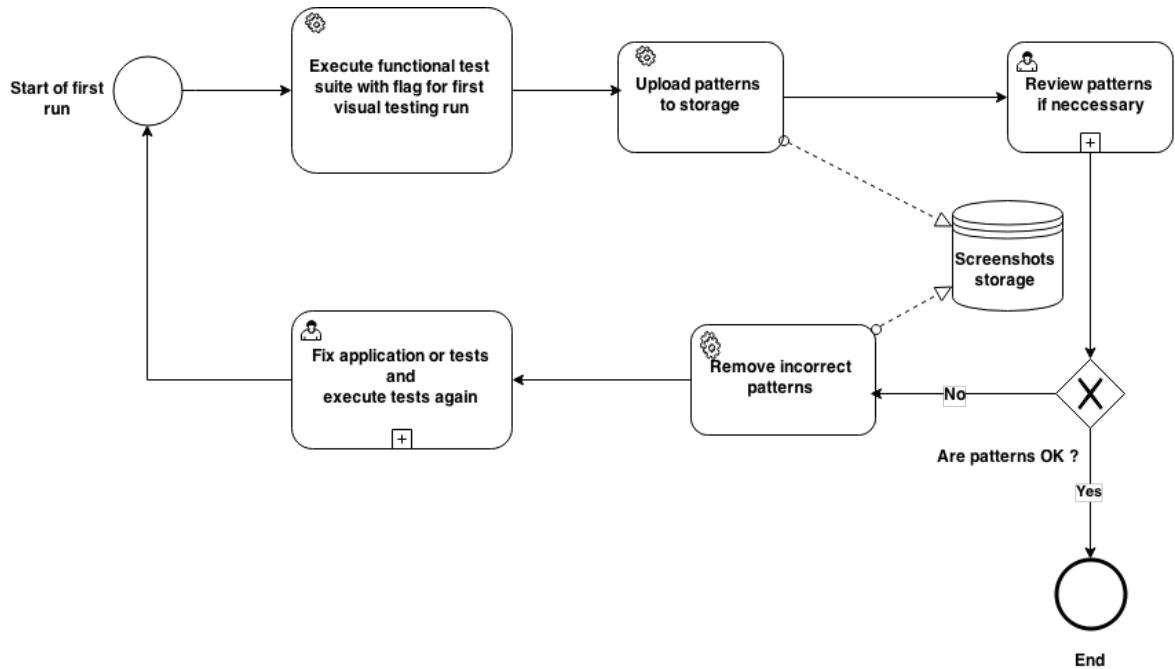 Start of first
run
Execute functional test
suite with flag for first
visual testing run
Upload patterns
to storage
Review patterns
if neccessary
Screenshots
storage
Fix application or tests
and
execute tests again
Remove incorrect
patterns
No
Are patterns OK ?
Yes
End